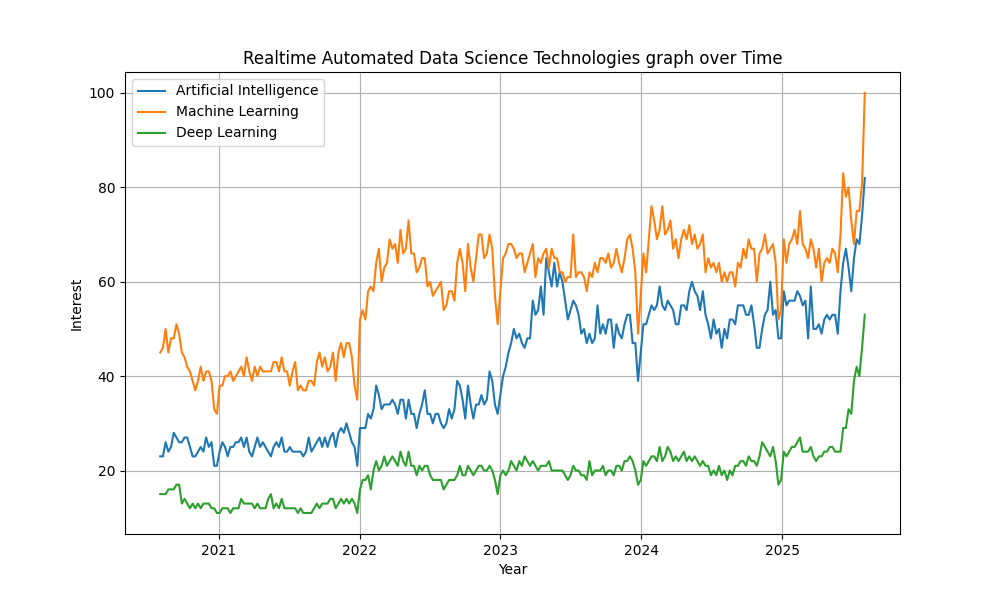 Realtime Automated Data Science Technologies graph over Time
Artificial Intelligence
Machine Learning
Deep Learning
100
80
60
40
20
Interest
2021
2022
2023
2024
2025
Year